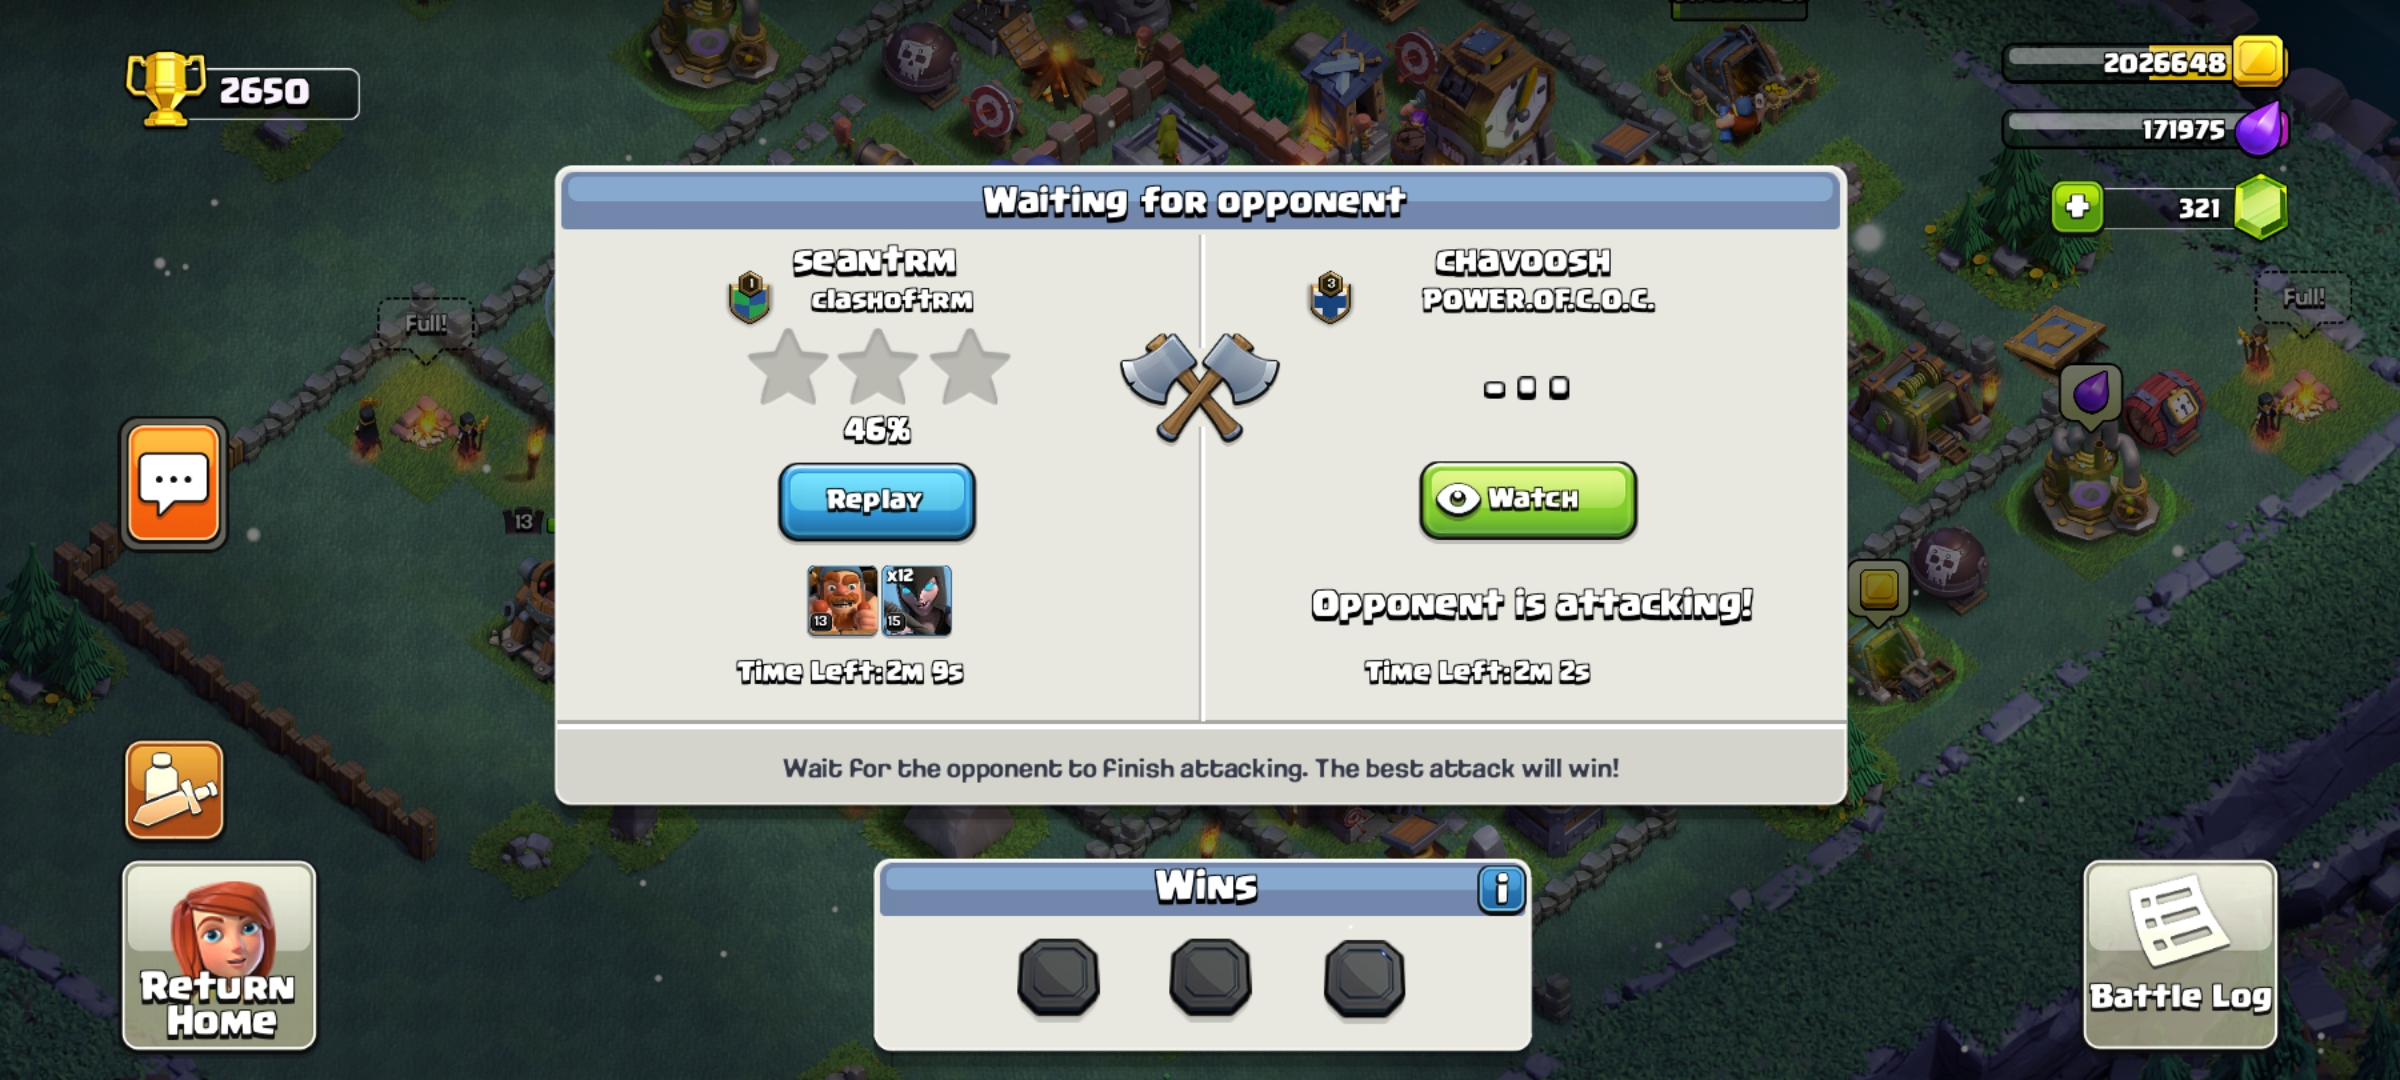 2650
2026648
171975
321
Full!
Full!
13
Waiting for opponent
seantRM
1
clashoftRM
46%
Replay
x12
13
15
Time Left:2m 9s
CHAVOOSH
3
POWER.OF.C.O.C.
Watch
Opponent is attacking!
Time Left:2m 2s
Wait for the opponent to finish attacking. The best attack will win!
Wins
i
Return
Home
Battle Log